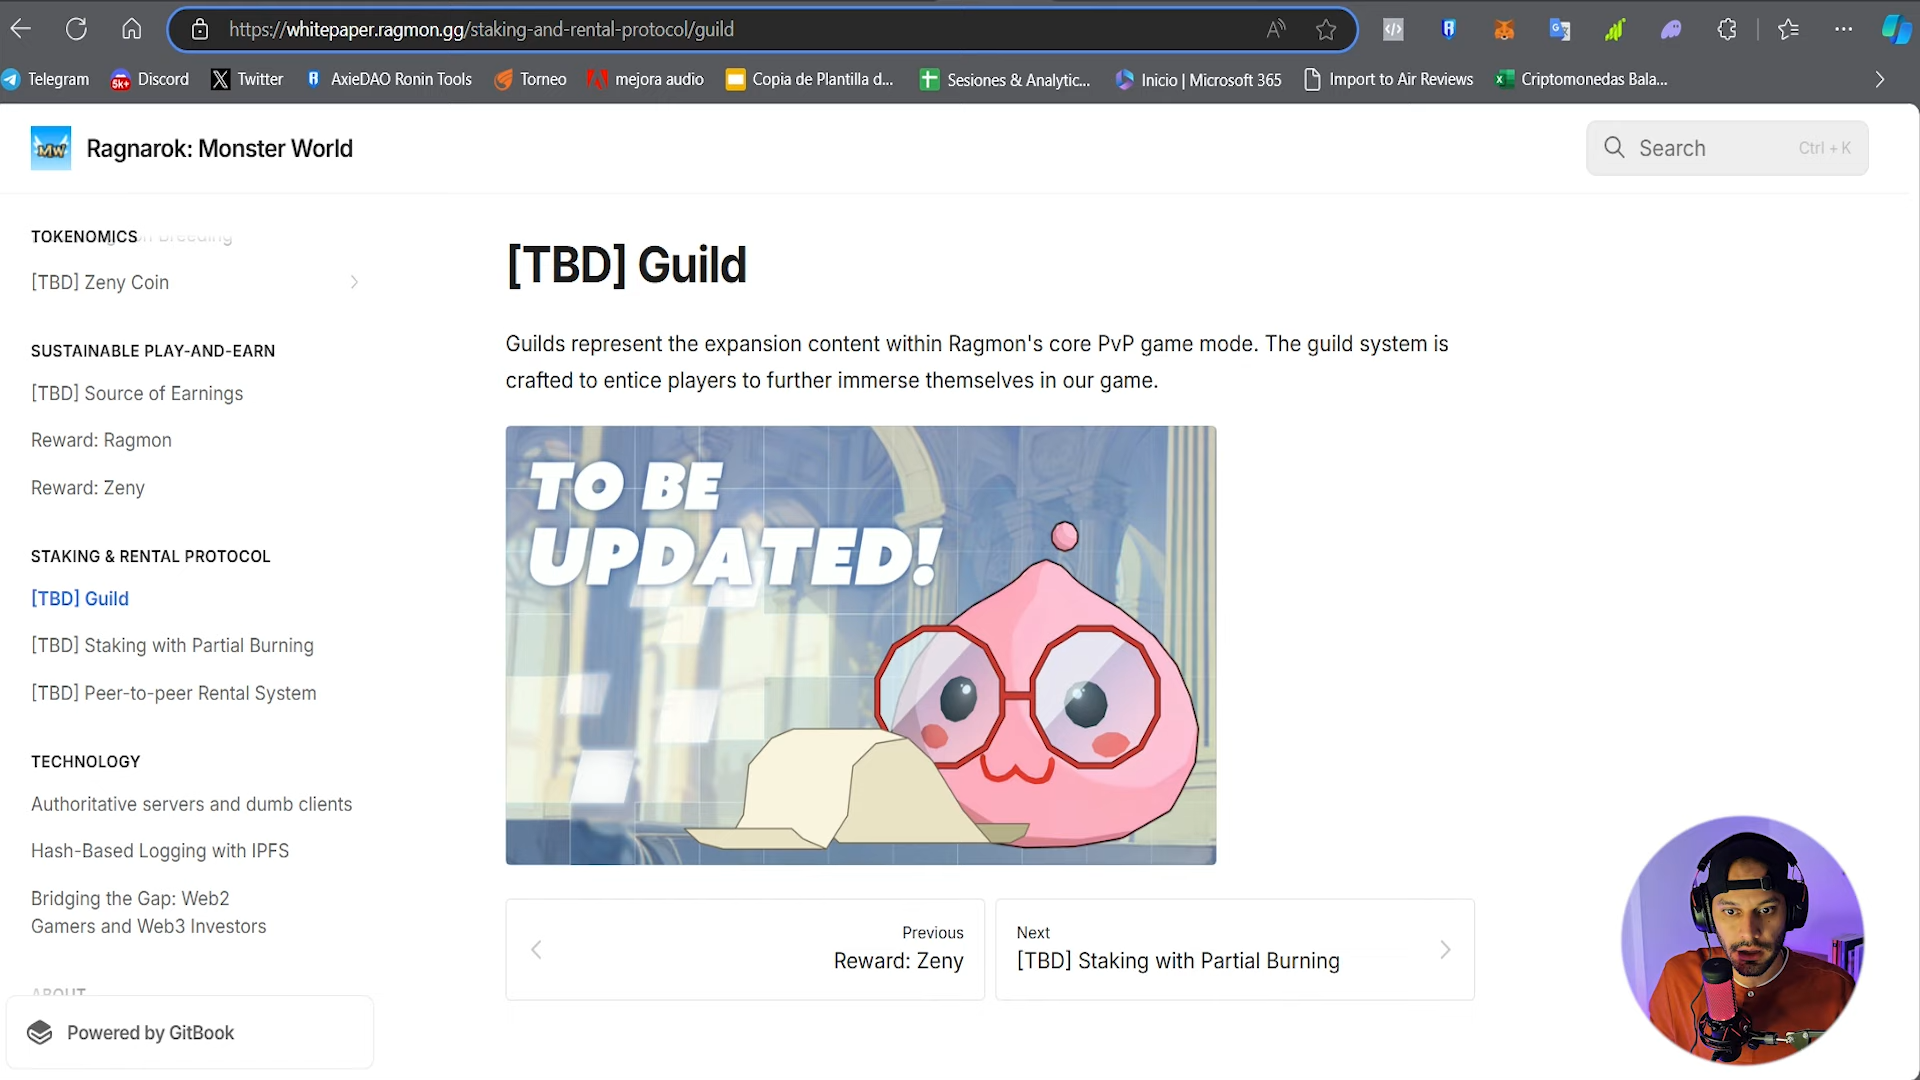 https://whitepaper.ragmon.gg/staking-and-rental-protocol/guild
Telegram
Discord
Twitter
AxieDAO Ronin Tools
Torneo
mejora audio
Copia de Plantilla d...
Sesiones & Analytic...
Inicio | Microsoft 365
Import to Air Reviews
Criptomonedas Bala...
MW
Ragnarok: Monster World
Search
Ctrl + K
TOKENOMICS
[TBD] Zeny Coin
SUSTAINABLE PLAY-AND-EARN
[TBD] Source of Earnings
Reward: Ragmon
Reward: Zeny
STAKING & RENTAL PROTOCOL
[TBD] Guild
[TBD] Staking with Partial Burning
[TBD] Peer-to-peer Rental System
TECHNOLOGY
Authoritative servers and dumb clients
Hash-Based Logging with IPFS
Bridging the Gap: Web2
Gamers and Web3 Investors
ABOUT
Powered by GitBook
[TBD] Guild
Guilds represent the expansion content within Ragmon's core PvP game mode. The guild system is
crafted to entice players to further immerse themselves in our game.
TO BE
UPDATED!
Previous
Reward: Zeny
Next
[TBD] Staking with Partial Burning